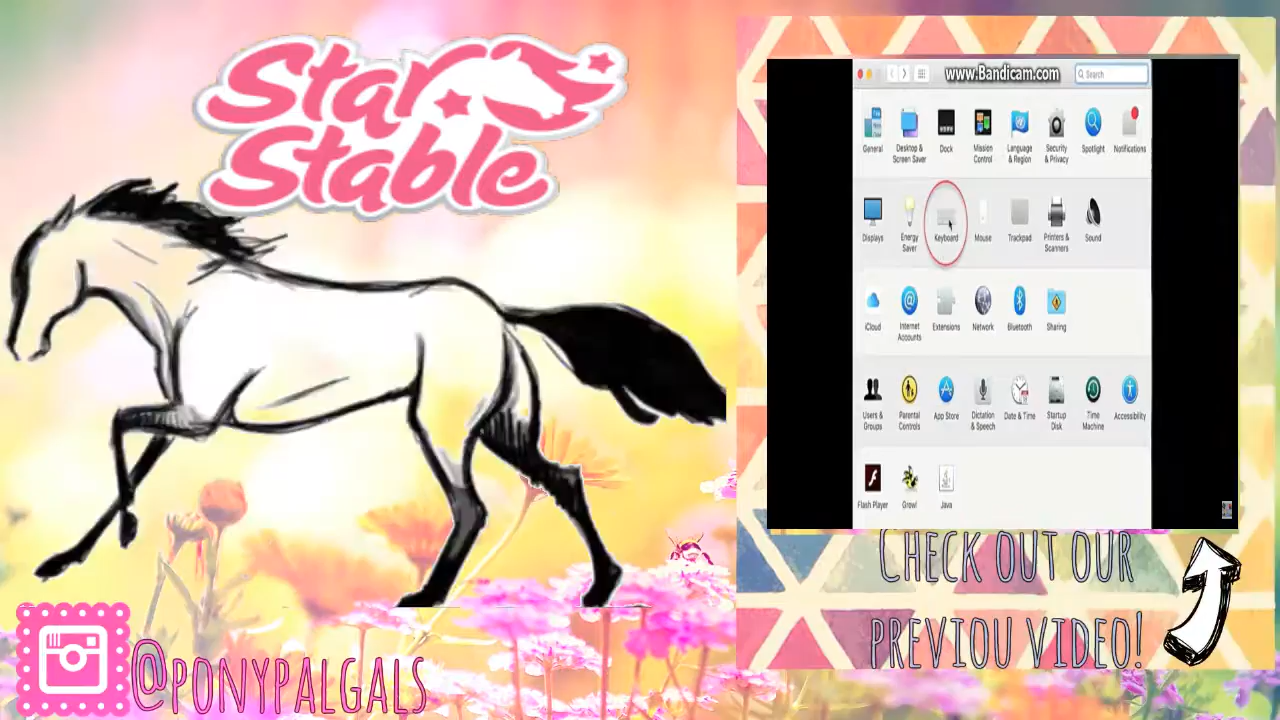 Star
Stable
www.Bandicam.com
Search
General
Desktop &
Screen Saver
Dock
Mission
Control
Language
& Region
Security
& Privacy
Spotlight
Notifications
Displays
Energy
Saver
Keyboard
Mouse
Trackpad
Printers &
Scanners
Sound
iCloud
Internet
Accounts
Extensions
Network
Bluetooth
Sharing
Users &
Groups
Parental
Controls
App Store
Dictation
& Speech
Date & Time
Startup
Disk
Time
Machine
Accessibility
Flash Player
Growl
Java
CHECK OUT OUR
PREVIOU VIDEO!
@PONYPALGALS